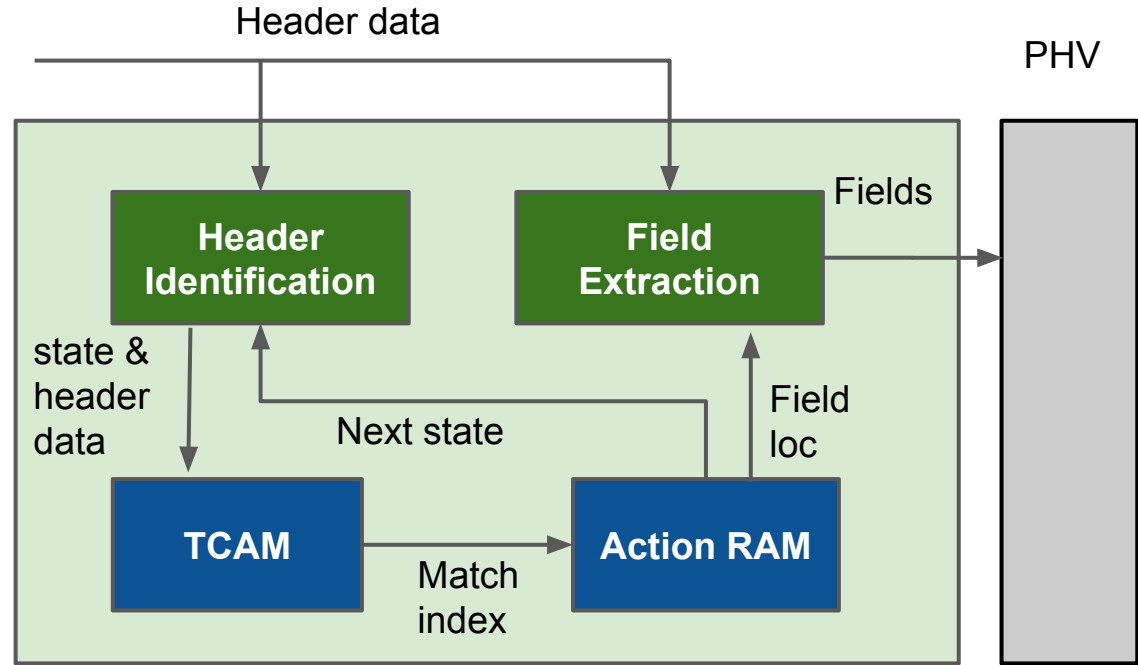 Header data
PHV
Header
Identification
Field
Extraction
Fields
state &
header
data
Next state
Field
loc
TCAM
Action RAM
Match
index